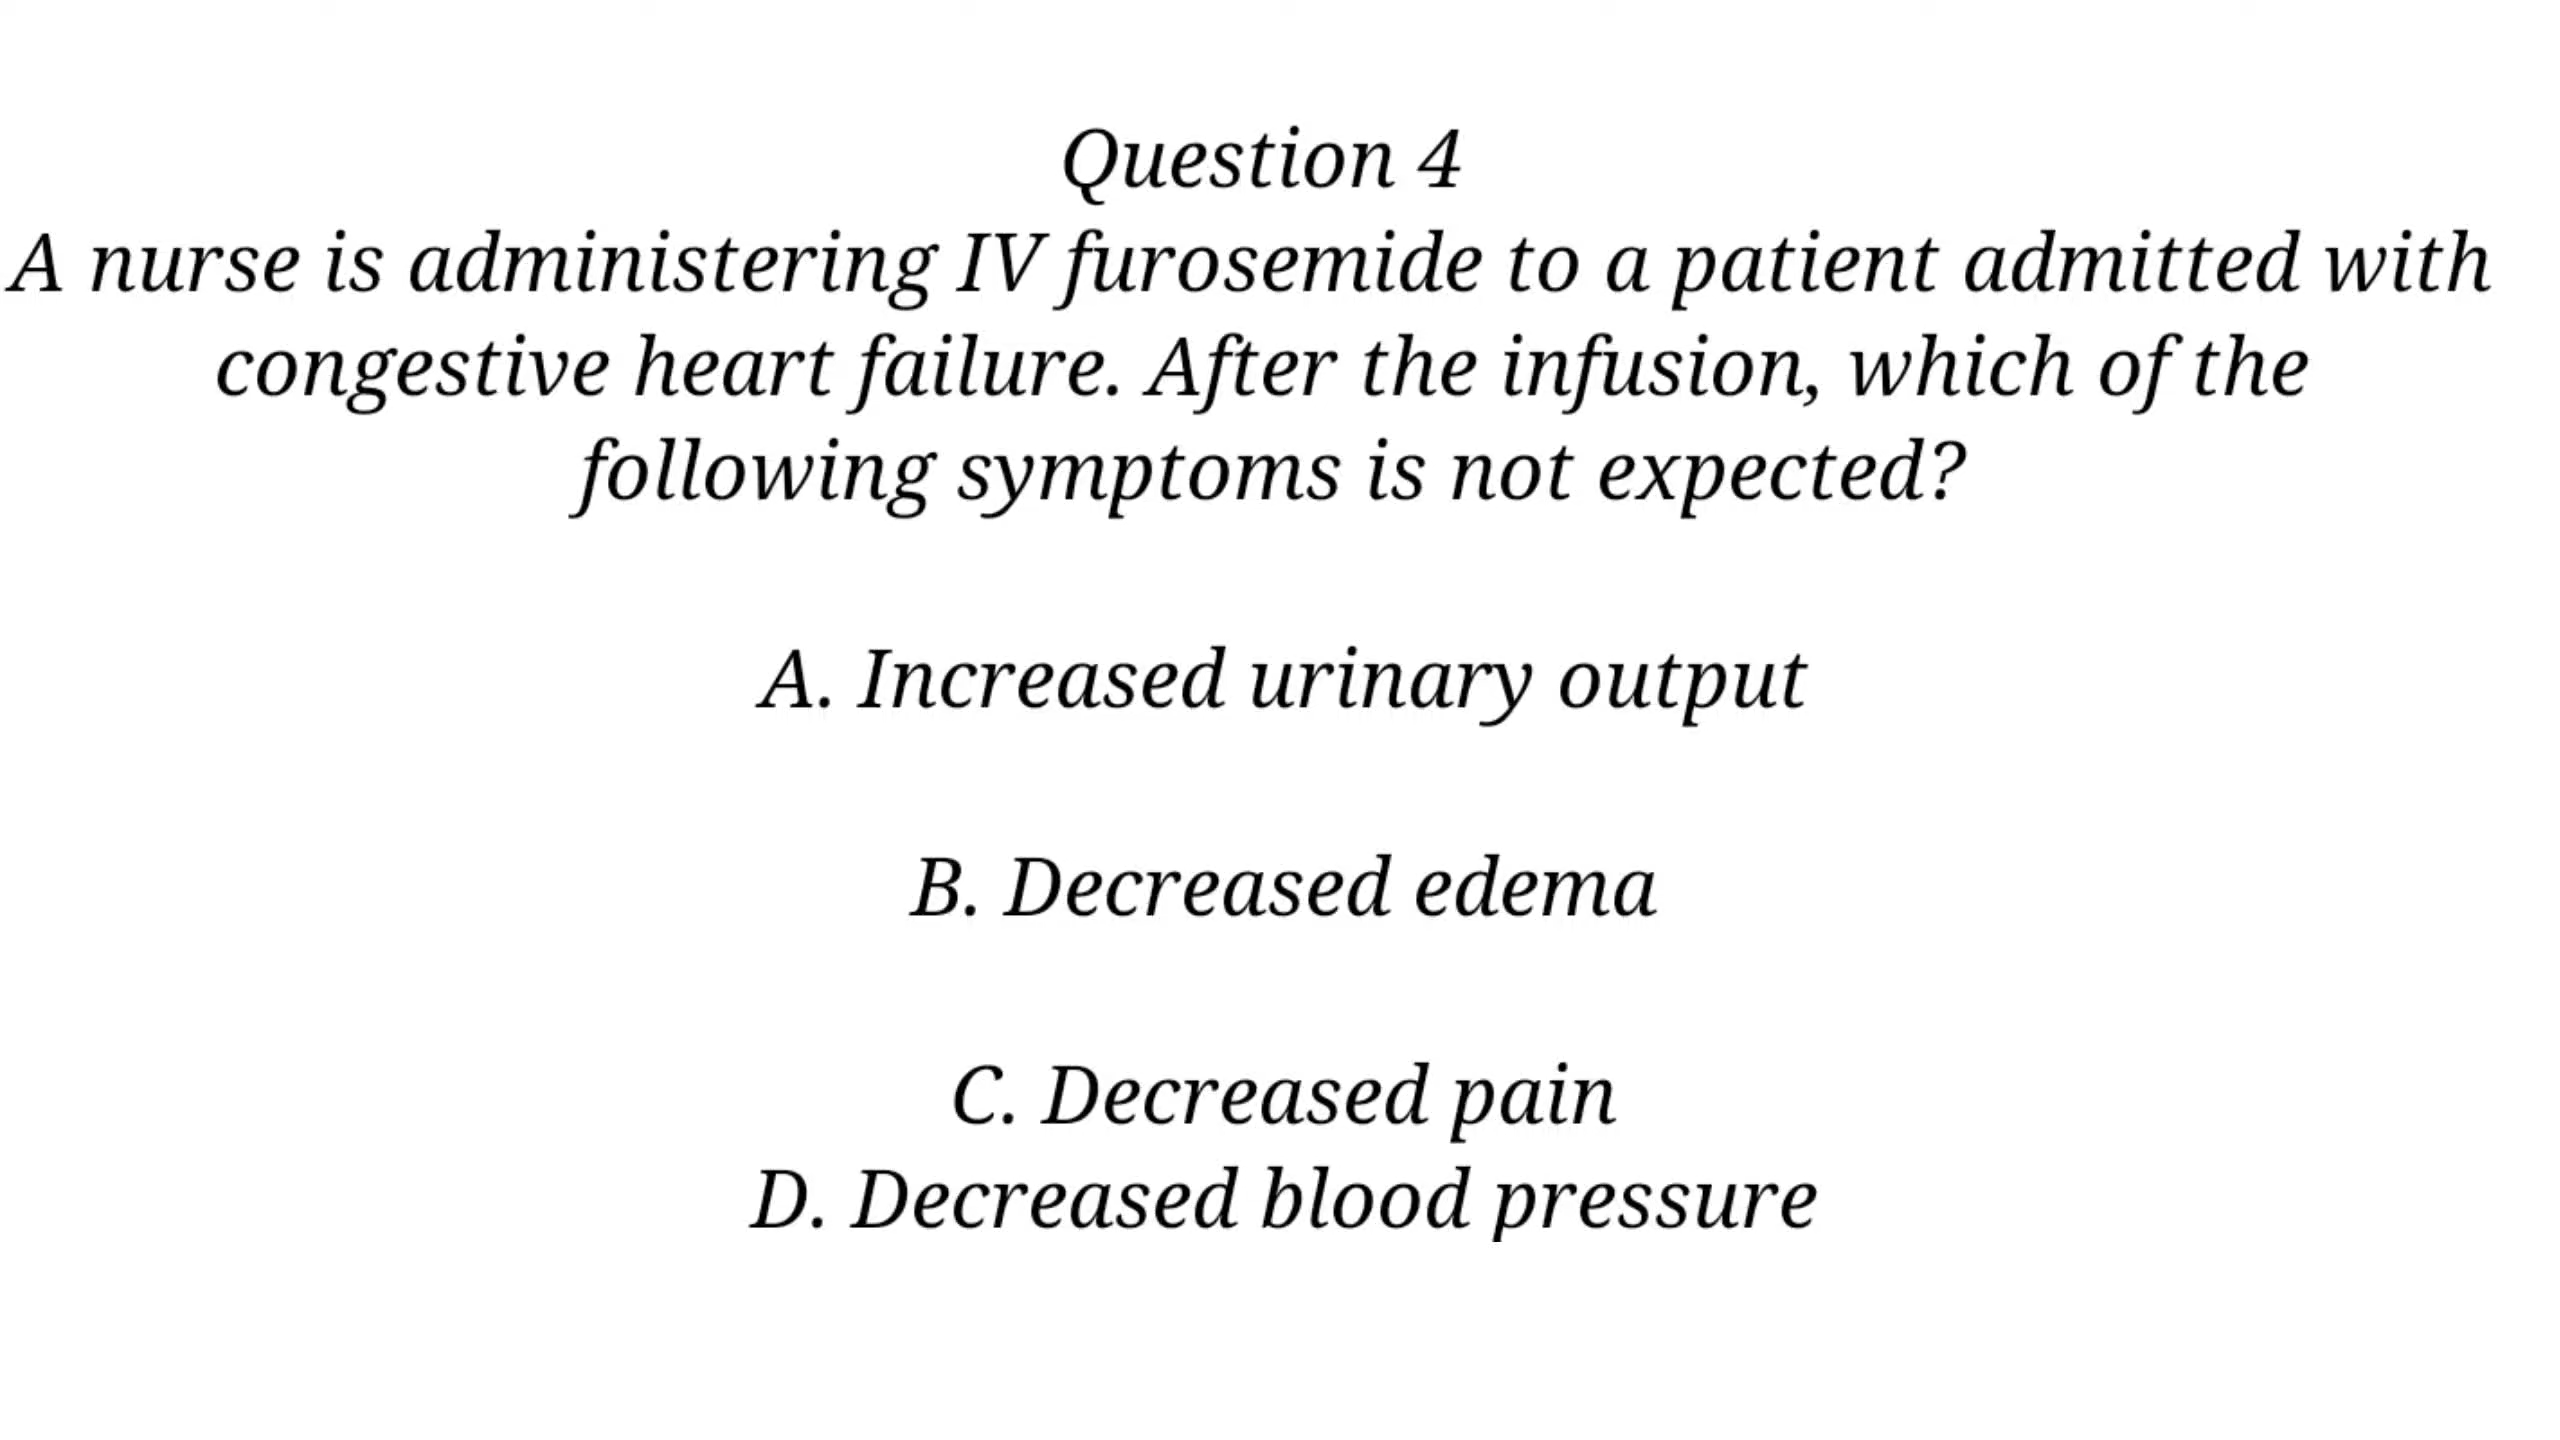 Question 4
A nurse is administering IV furosemide to a patient admitted with
congestive heart failure. After the infusion, which of the
following symptoms is not expected?
A. Increased urinary output
B. Decreased edema
C. Decreased pain
D. Decreased blood pressure